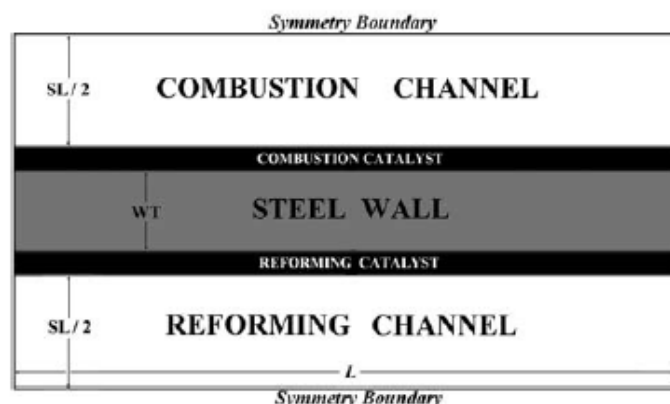 Symmetry Boundary
SL / 2
COMBUSTION CHANNEL
COMBUSTION CATALYST
WT
STEEL WALL
REFORMING CATALYST
SL / 2
REFORMING CHANNEL
L
Symmetry Boundary